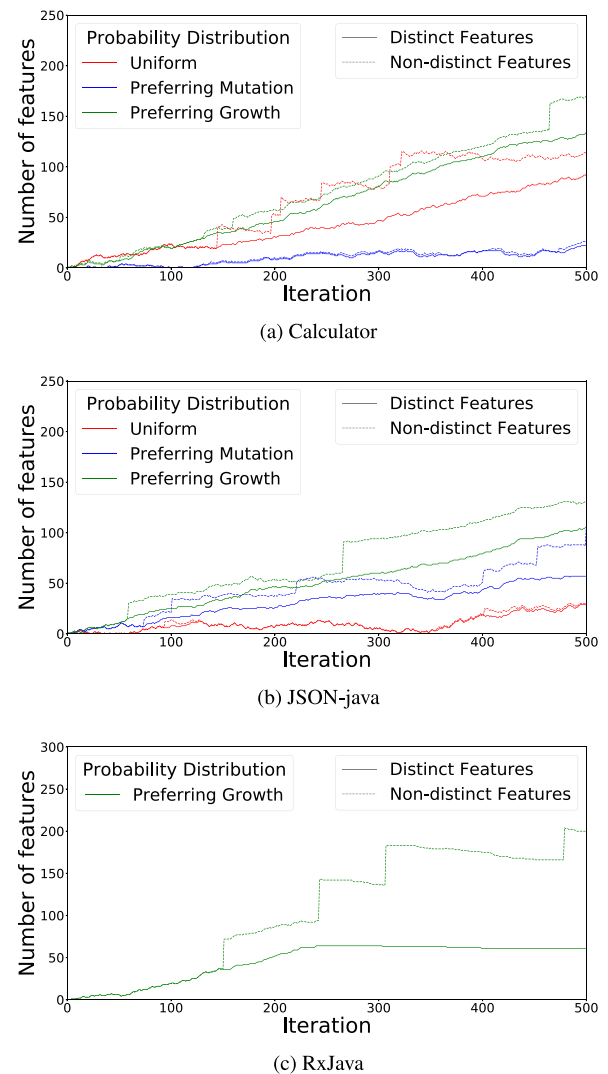 Number of features
250
200
150
100
50
0
Probability Distribution
Uniform
Preferring Mutation
Preferring Growth
Distinct Features
Non-distinct Features
0 100 200 300 400 500
Iteration
(a) Calculator
Number of features
250
200
150
100
50
0
Probability Distribution
Uniform
Preferring Mutation
Preferring Growth
Distinct Features
Non-distinct Features
0 100 200 300 400 500
Iteration
(b) JSON-java
Number of features
300
250
200
150
100
50
0
Probability Distribution
Preferring Growth
Distinct Features
Non-distinct Features
0 100 200 300 400 500
Iteration
(c) RxJava